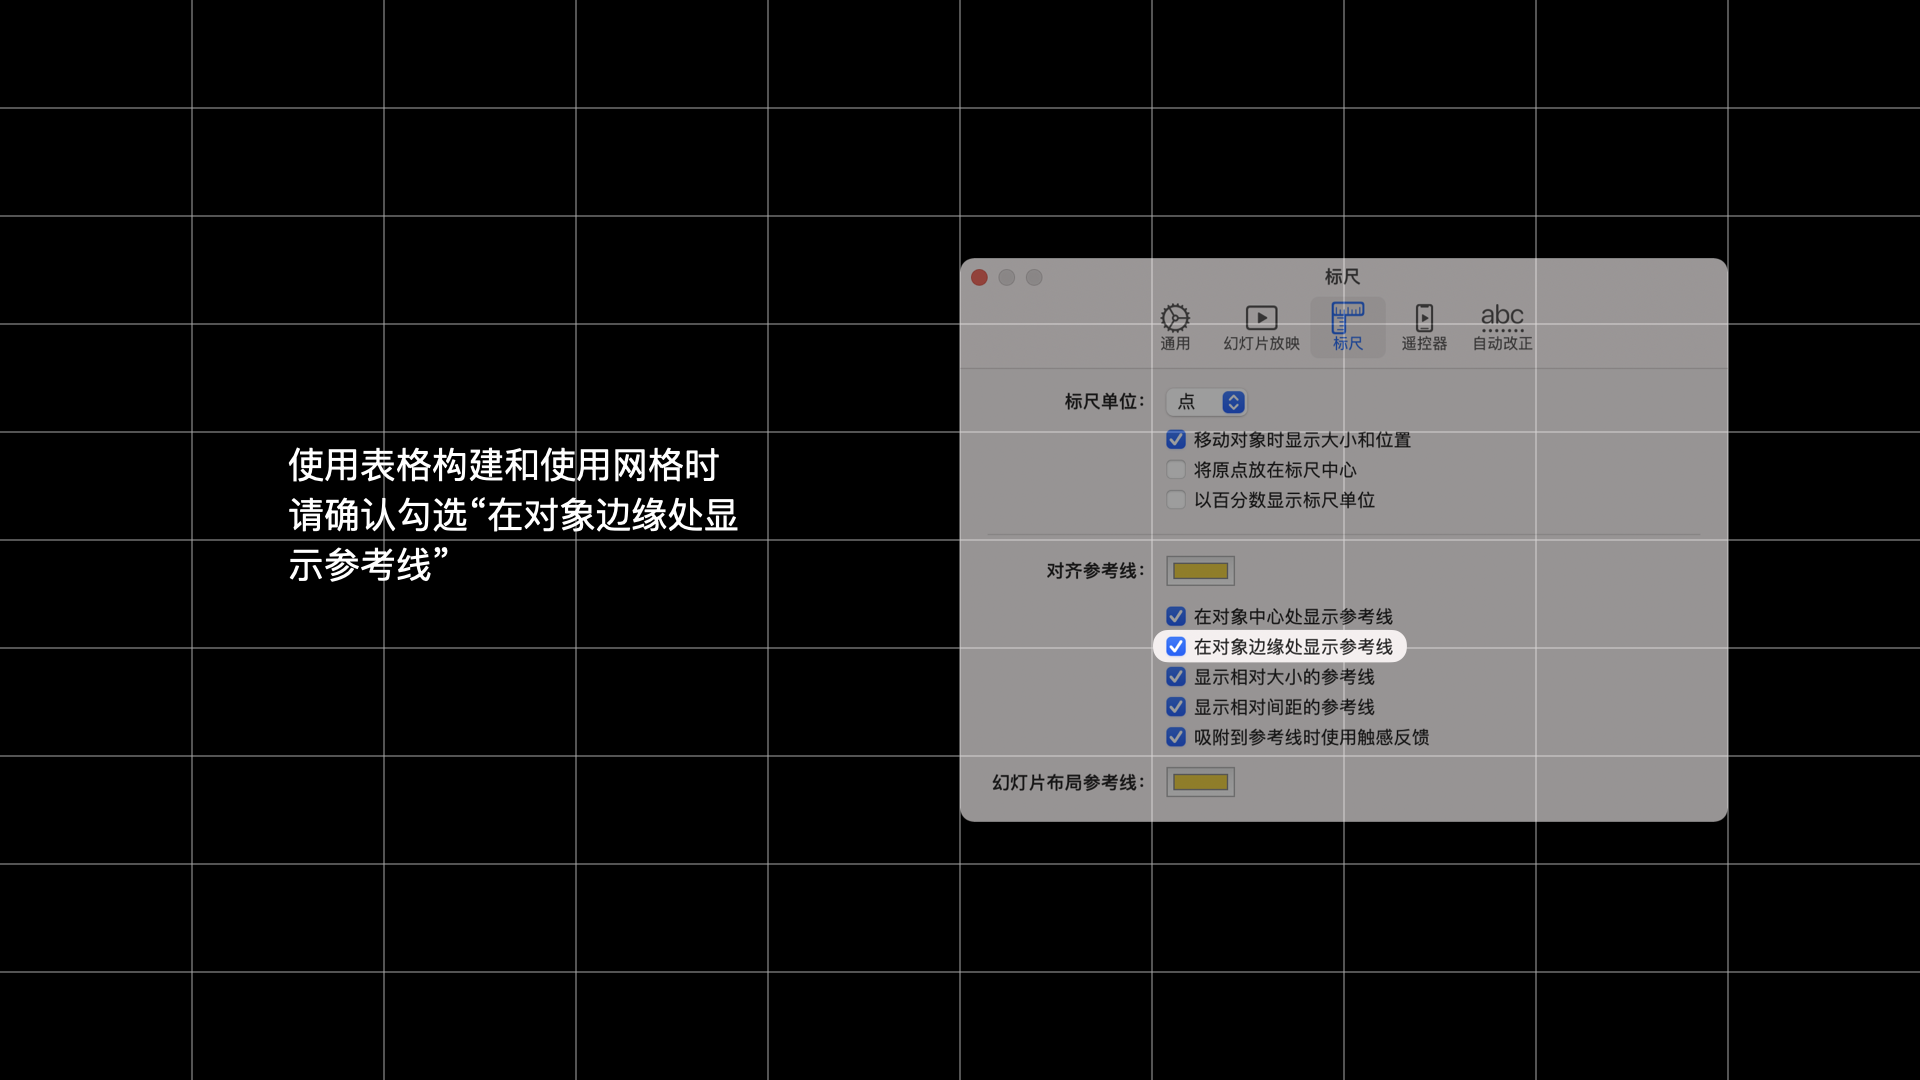 使用表格构建和使用网格时
请确认勾选“在对象边缘处显
示参考线”
标尺
通用
幻灯片放映
标尺
遥控器
abc
自动改正
标尺单位：
点
移动对象时显示大小和位置
将原点放在标尺中心
以百分数显示标尺单位
对齐参考线：
在对象中心处显示参考线
在对象边缘处显示参考线
显示相对大小的参考线
显示相对间距的参考线
吸附到参考线时使用触感反馈
幻灯片布局参考线：